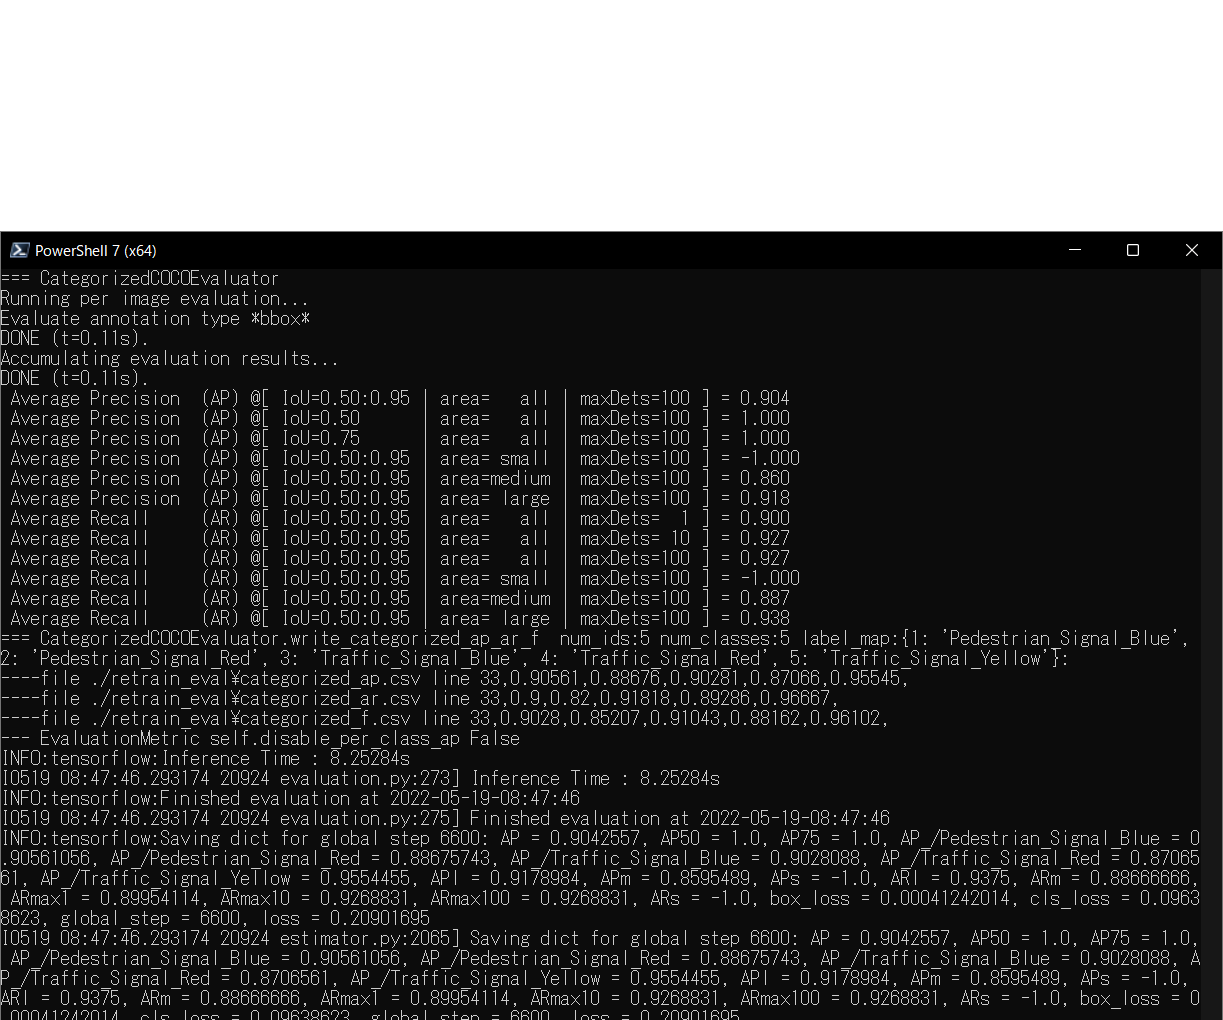 PowerShell 7 (x64)
=== CategorizedCOCOEvaluator
Running per image evaluation...
Evaluate annotation type *bbox*
DONE (t=0.11s).
Accumulating evaluation results...
DONE (t=0.11s).
Average Precision  (AP) @[ IoU=0.50:0.95 | area=   all | maxDets=100 ] = 0.904
Average Precision  (AP) @[ IoU=0.50      | area=   all | maxDets=100 ] = 1.000
Average Precision  (AP) @[ IoU=0.75      | area=   all | maxDets=100 ] = 1.000
Average Precision  (AP) @[ IoU=0.50:0.95 | area= small | maxDets=100 ] = -1.000
Average Precision  (AP) @[ IoU=0.50:0.95 | area=medium | maxDets=100 ] = 0.860
Average Precision  (AP) @[ IoU=0.50:0.95 | area= large | maxDets=100 ] = 0.918
Average Recall     (AR) @[ IoU=0.50:0.95 | area=   all | maxDets=  1 ] = 0.900
Average Recall     (AR) @[ IoU=0.50:0.95 | area=   all | maxDets= 10 ] = 0.927
Average Recall     (AR) @[ IoU=0.50:0.95 | area=   all | maxDets=100 ] = 0.927
Average Recall     (AR) @[ IoU=0.50:0.95 | area= small | maxDets=100 ] = -1.000
Average Recall     (AR) @[ IoU=0.50:0.95 | area=medium | maxDets=100 ] = 0.887
Average Recall     (AR) @[ IoU=0.50:0.95 | area= large | maxDets=100 ] = 0.938
=== CategorizedCOCOEvaluator.write_categorized_ap_ar_f  num_ids:5 num_classes:5 label_map:{1: 'Pedestrian_Signal_Blue',
2: 'Pedestrian_Signal_Red', 3: 'Traffic_Signal_Blue', 4: 'Traffic_Signal_Red', 5: 'Traffic_Signal_Yellow'}:
----file ./retrain_eval¥categorized_ap.csv line 33,0.90561,0.88676,0.90281,0.87066,0.95545,
----file ./retrain_eval¥categorized_ar.csv line 33,0.9,0.82,0.91818,0.89286,0.96667,
----file ./retrain_eval¥categorized_f.csv line 33,0.9028,0.85207,0.91043,0.88162,0.96102,
--- EvaluationMetric self.disable_per_class_ap False
INFO:tensorflow:Inference Time : 8.25284s
I0519 08:47:46.293174 20924 evaluation.py:273] Inference Time : 8.25284s
INFO:tensorflow:Finished evaluation at 2022-05-19-08:47:46
I0519 08:47:46.293174 20924 evaluation.py:275] Finished evaluation at 2022-05-19-08:47:46
INFO:tensorflow:Saving dict for global step 6600: AP = 0.9042557, AP50 = 1.0, AP75 = 1.0, AP_/Pedestrian_Signal_Blue = 0
.90561056, AP_/Pedestrian_Signal_Red = 0.88675743, AP_/Traffic_Signal_Blue = 0.9028088, AP_/Traffic_Signal_Red = 0.87065
61, AP_/Traffic_Signal_Yellow = 0.9554455, APl = 0.9178984, APm = 0.8595489, APs = -1.0, ARl = 0.9375, ARm = 0.88666666,
ARmax1 = 0.89954114, ARmax10 = 0.9268831, ARmax100 = 0.9268831, ARs = -1.0, box_loss = 0.00041242014, cls_loss = 0.0963
8623, global_step = 6600, loss = 0.20901695
I0519 08:47:46.293174 20924 estimator.py:2065] Saving dict for global step 6600: AP = 0.9042557, AP50 = 1.0, AP75 = 1.0,
AP_/Pedestrian_Signal_Blue = 0.90561056, AP_/Pedestrian_Signal_Red = 0.88675743, AP_/Traffic_Signal_Blue = 0.9028088, A
P_/Traffic_Signal_Red = 0.8706561, AP_/Traffic_Signal_Yellow = 0.9554455, APl = 0.9178984, APm = 0.8595489, APs = -1.0,
ARl = 0.9375, ARm = 0.88666666, ARmax1 = 0.89954114, ARmax10 = 0.9268831, ARmax100 = 0.9268831, ARs = -1.0, box_loss = 0
.00041242014, cls_loss = 0.09638623, global_step = 6600, loss = 0.20901695